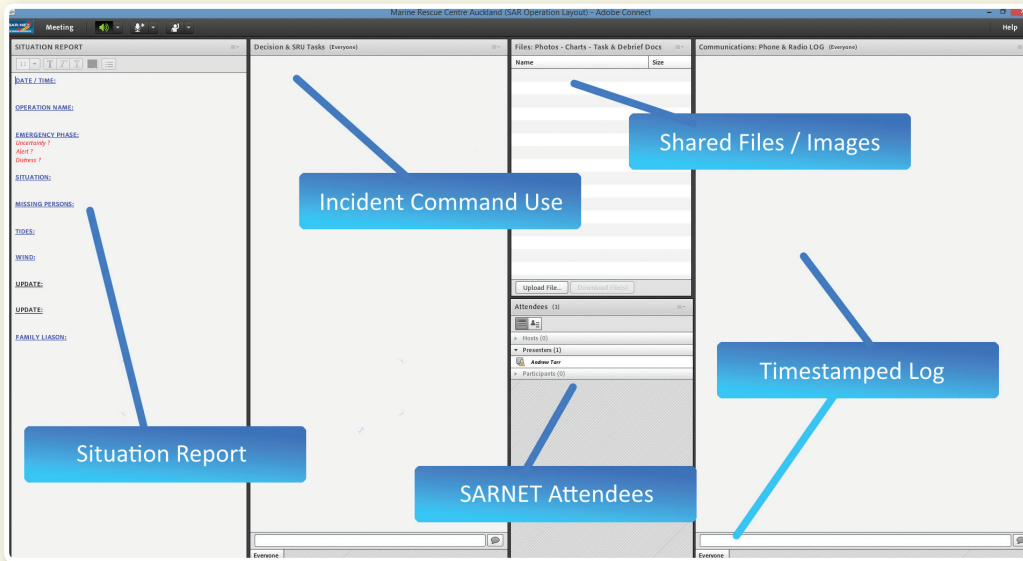 Marine Rescue Centre Auckland (SAR Operation Layout) - Adobe Connect
Meeting
Help
SITUATION REPORT
DATE / TIME:
OPERATION NAME:
EMERGENCY PHASE:
Uncertainty ?
Alert ?
Distress ?
SITUATION:
MISSING PERSONS:
TIDES:
WIND:
UPDATE:
UPDATE:
FAMILY LIASON:
Situation Report
Decision & SRU Tasks (Everyone)
Incident Command Use
Everyone
Files: Photos - Charts - Task & Debrief Docs
Name Size
Shared Files / Images
Upload File... Download File(s)
Attendees (1)
Hosts (0)
Presenters (1)
Andrew Tarr
Participants (0)
SARNET Attendees
Communications: Phone & Radio LOG (Everyone)
Timestamped Log
Everyone